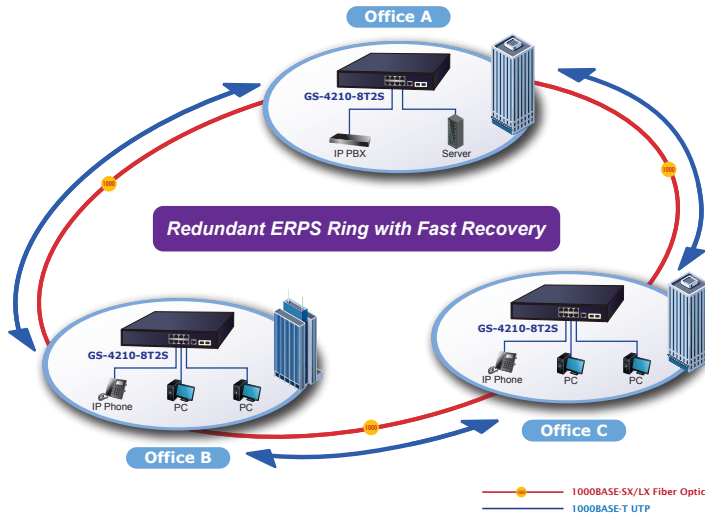 Office A
GS-4210-8T2S
IP PBX
Server
1000
1000
Redundant ERPS Ring with Fast Recovery
GS-4210-8T2S
IP Phone
PC
PC
GS-4210-8T2S
IP Phone
PC
PC
1000
Office B
Office C
1000
1000BASE-SX/LX Fiber Optic
1000BASE-T UTP